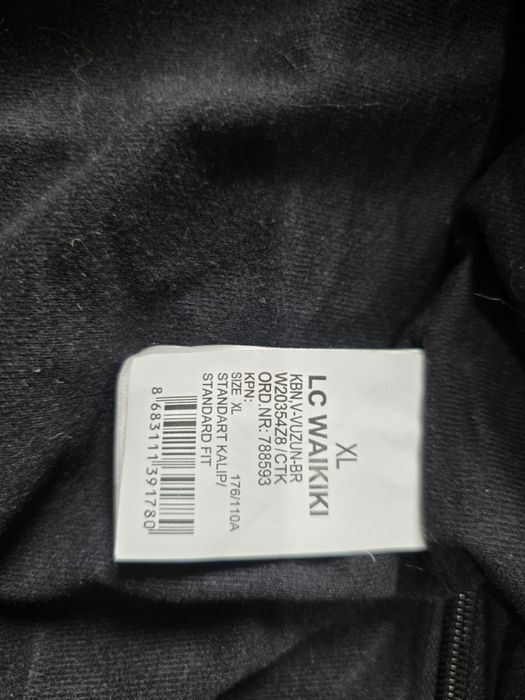 XL
LC WAIKIKI
KBN,V-VUZUN-BR
W20354Z8 /CTK
ORD.NR: 788593
KPN:
SIZE XL 176/110A
STANDART KALIP/
STANDARD FIT
8 683111 391780